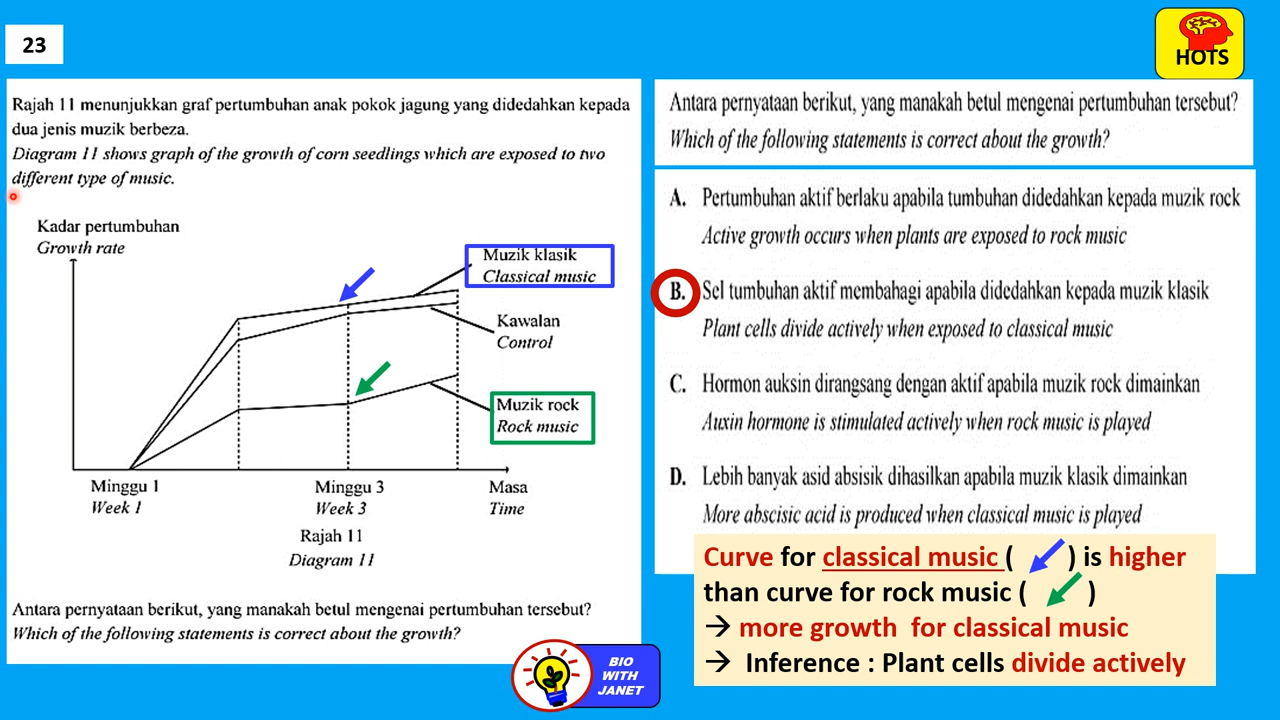 23
HOTS
Rajah 11 menunjukkan graf pertumbuhan anak pokok jagung yang didedahkan kepada
dua jenis muzik berbeza.
Diagram 11 shows graph of the growth of corn seedlings which are exposed to two
different type of music.
Kadar pertumbuhan
Growth rate
Muzik klasik
Classical music
Kawalan
Control
Muzik rock
Rock music
Minggu 1
Week 1
Minggu 3
Week 3
Masa
Time
Rajah 11
Diagram 11
Antara pernyataan berikut, yang manakah betul mengenai pertumbuhan tersebut?
Which of the following statements is correct about the growth?
BIO
WITH
JANET
Antara pernyataan berikut, yang manakah betul mengenai pertumbuhan tersebut?
Which of the following statements is correct about the growth?
A. Pertumbuhan aktif berlaku apabila tumbuhan didedahkan kepada muzik rock
Active growth occurs when plants are exposed to rock music
B. Sel tumbuhan aktif membahagi apabila didedahkan kepada muzik klasik
Plant cells divide actively when exposed to classical music
C. Hormon auksin dirangsang dengan aktif apabila muzik rock dimainkan
Auxin hormone is stimulated actively when rock music is played
D. Lebih banyak asid absisik dihasilkan apabila muzik klasik dimainkan
More abscisic acid is produced when classical music is played
Curve for classical music ( ) is higher
than curve for rock music ( )
→ more growth for classical music
→ Inference : Plant cells divide actively